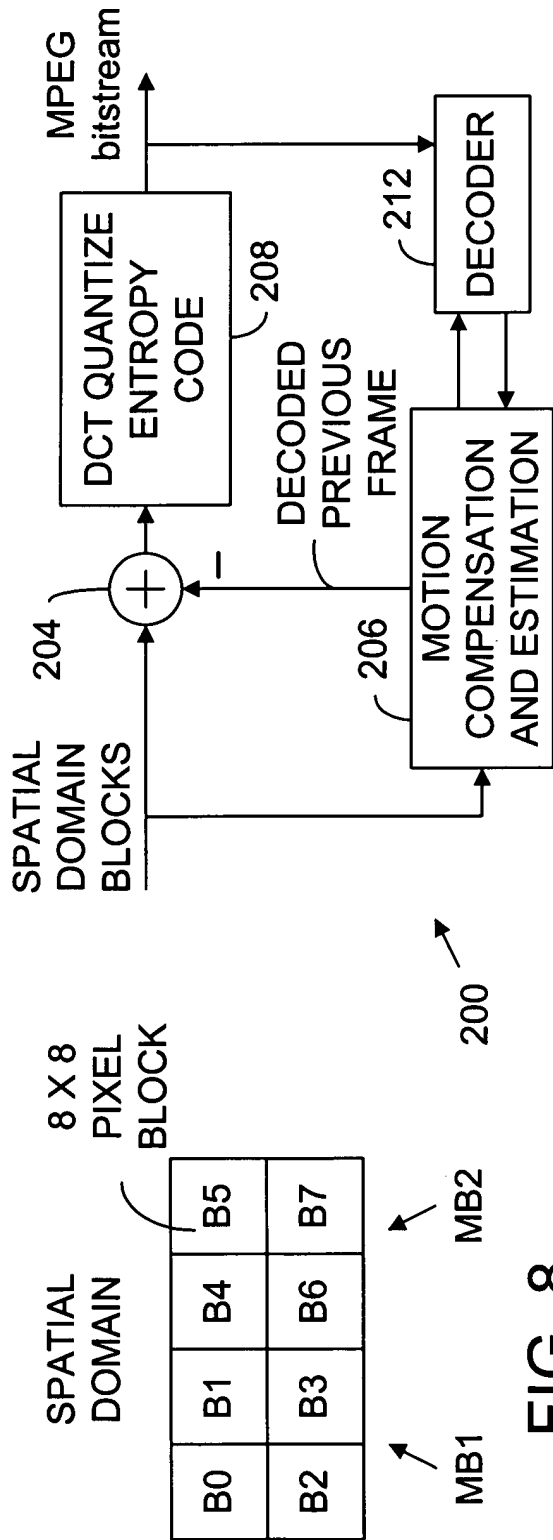 SPATIAL
DOMAIN
8 X 8
PIXEL
BLOCK
B0
B1
B4
B5
B2
B3
B6
B7
MB1
MB2
FIG. 8
200
SPATIAL
DOMAIN
BLOCKS
204
+
−
DCT QUANTIZE
ENTROPY
CODE
208
MPEG
bitstream
DECODED
PREVIOUS
FRAME
206
MOTION
COMPENSATION
AND ESTIMATION
212
DECODER